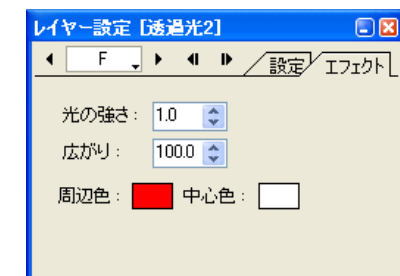 レイヤー設定 [透過光2]
F 設定 エフェクト
光の強さ: 1.0
広がり: 100.0
周辺色: 中心色: